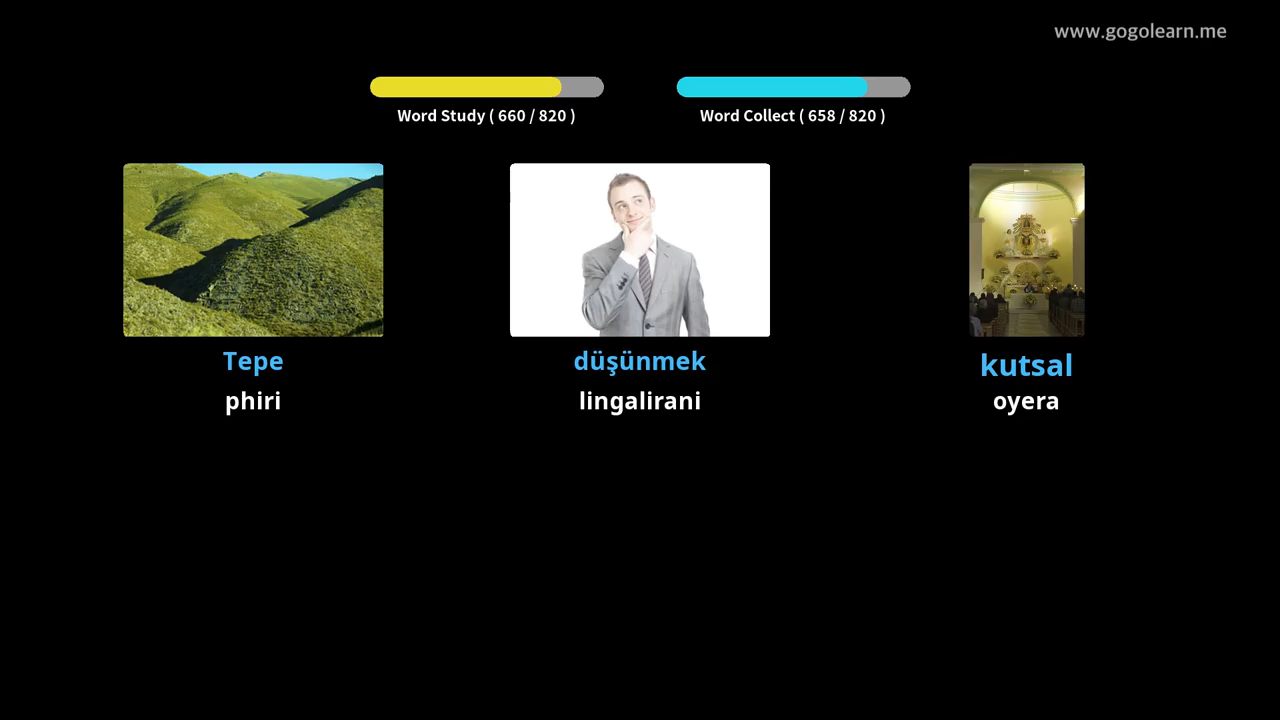 www.gogolearn.me
Word Study ( 660 / 820 )
Word Collect ( 658 / 820 )
Tepe
phiri
düşünmek
lingalirani
kutsal
oyera